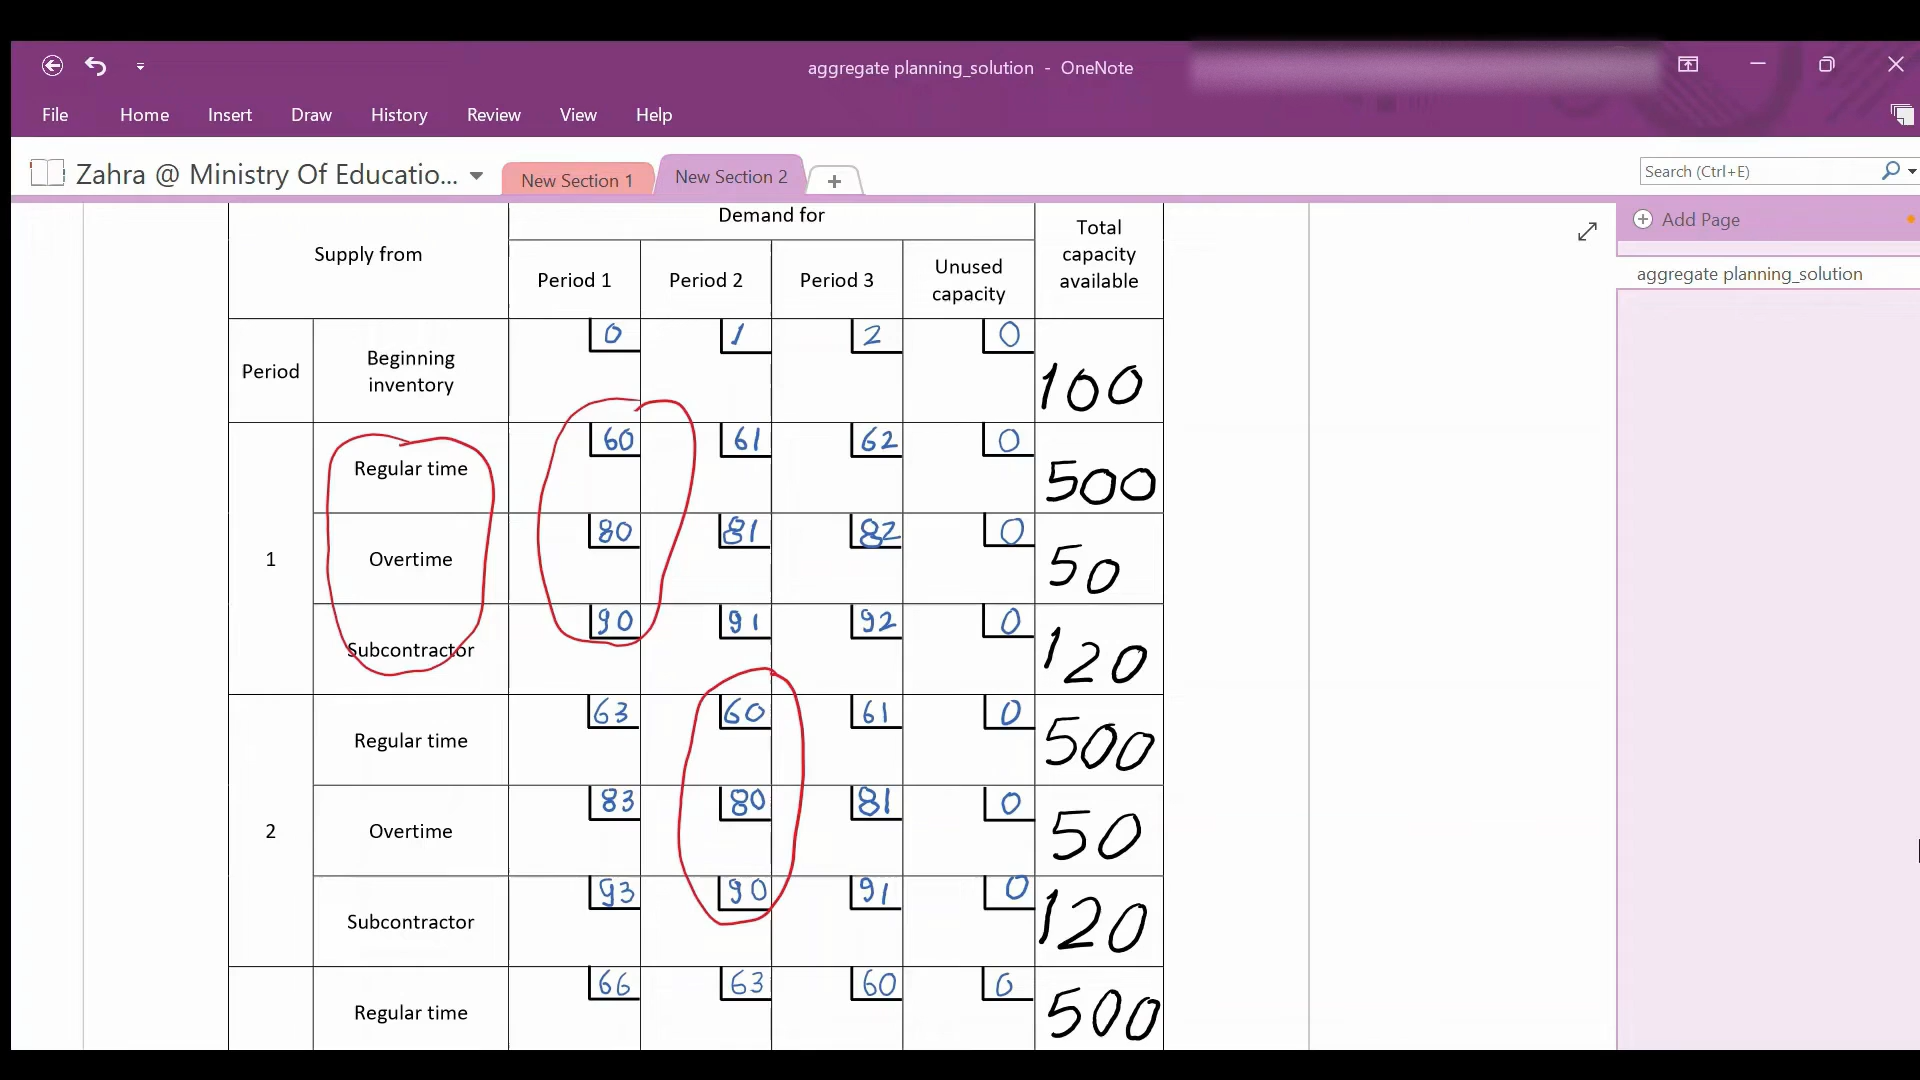 aggregate planning_solution - OneNote
File Home Insert Draw History Review View Help
Zahra @ Ministry Of Educatio...
New Section 1
New Section 2
Search (Ctrl+E)
Add Page
aggregate planning_solution
Supply from
Demand for
Total capacity available
Period 1
Period 2
Period 3
Unused capacity
Period
Beginning inventory
0 1 2 0 100
1
Regular time
60 61 62 0 500
Overtime
80 81 82 0 50
Subcontractor
90 91 92 0 120
2
Regular time
63 60 61 0 500
Overtime
83 80 81 0 50
Subcontractor
93 90 91 0 120
Regular time
66 63 60 0 500